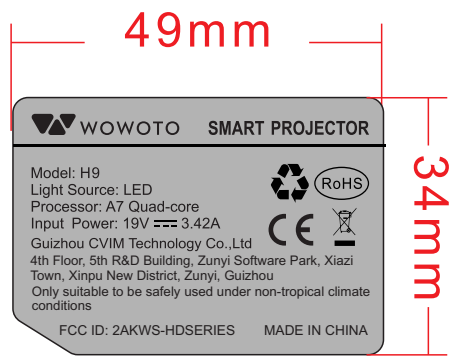 49mm
WOWOTO SMART PROJECTOR
Model: H9
Light Source: LED
Processor: A7 Quad-core
Input Power: 19V 3.42A
RoHS
CE
Guizhou CVIM Technology Co.,Ltd
4th Floor, 5th R&D Building, Zunyi Software Park, Xiazi
Town, Xinpu New District, Zunyi, Guizhou
Only suitable to be safely used under non-tropical climate
conditions
FCC ID: 2AKWS-HDSERIES MADE IN CHINA
34mm